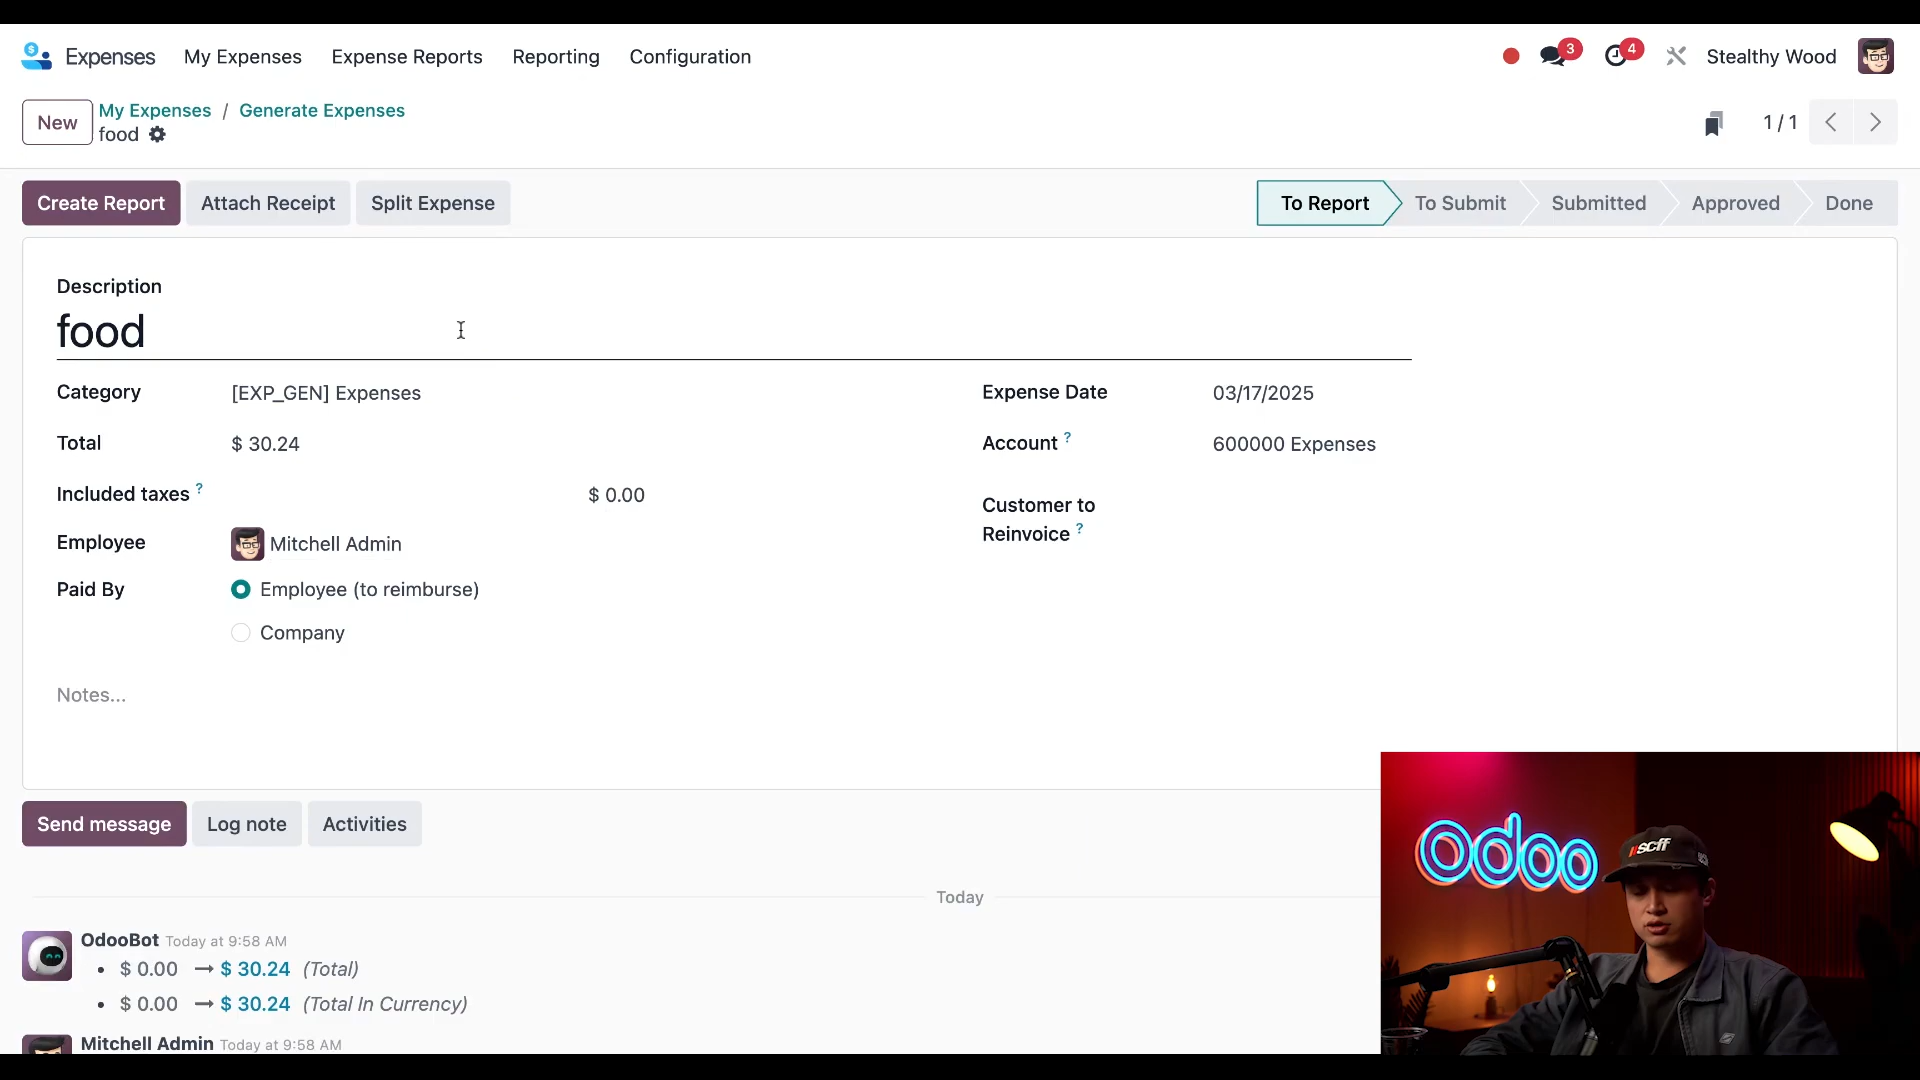 Expenses My Expenses Expense Reports Reporting Configuration 3 4 Stealthy Wood
New My Expenses / Generate Expenses
food 1 / 1
Create Report Attach Receipt Split Expense To Report To Submit Submitted Approved Done
Description
food
Category [EXP_GEN] Expenses Expense Date 03/17/2025
Total $ 30.24 Account ? 600000 Expenses
Included taxes ? $ 0.00 Customer to
Reinvoice ?
Employee Mitchell Admin
Paid By Employee (to reimburse)
Company
Notes...
Send message Log note Activities
Today
OdooBot Today at 9:58 AM
• $ 0.00 → $ 30.24 (Total)
• $ 0.00 → $ 30.24 (Total In Currency)
Mitchell Admin Today at 9:58 AM
odoo
//scff